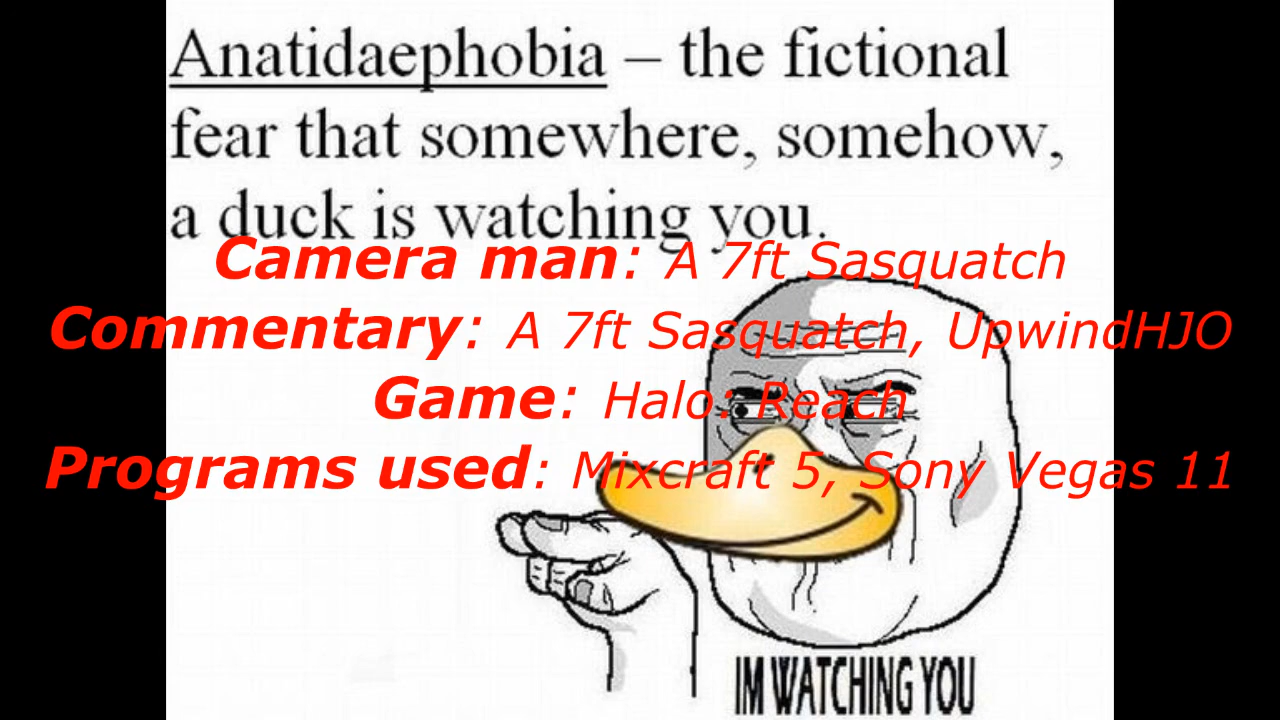 Anatidaephobia – the fictional
fear that somewhere, somehow,
a duck is watching you.
Camera man: A 7ft Sasquatch
Commentary: A 7ft Sasquatch, UpwindHJO
Game: Halo: Reach
Programs used: Mixcraft 5, Sony Vegas 11
IM WATCHING YOU